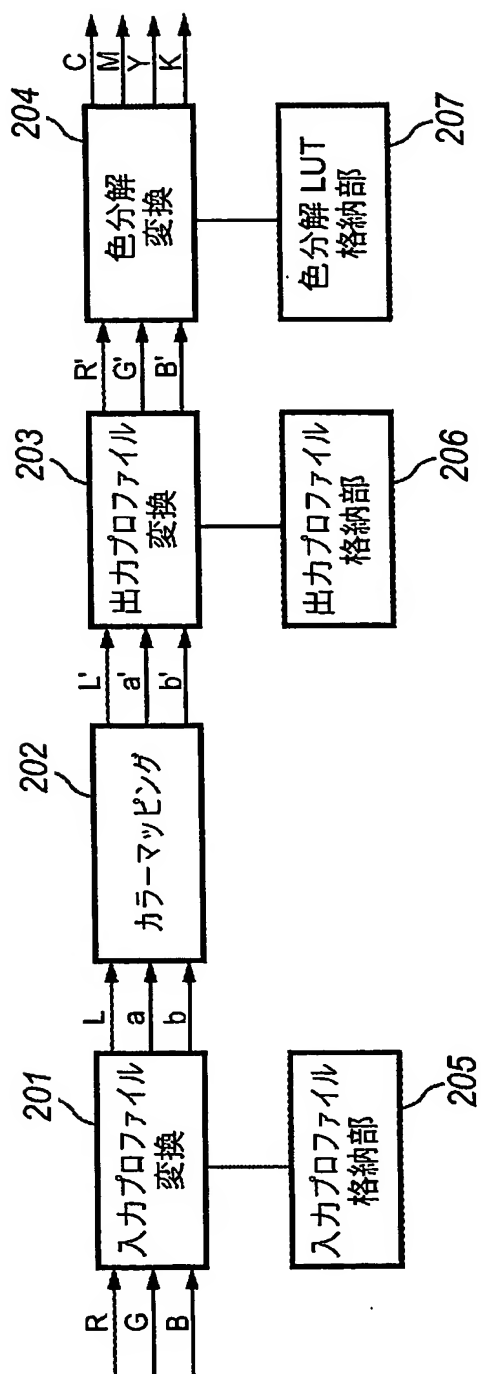 R
G
B
201
入力プロファイル
変換
205
入力プロファイル
格納部
L
a
b
202
カラーマッピング
L'
a'
b'
203
出力プロファイル
変換
206
出力プロファイル
格納部
R'
G'
B'
204
色分解
変換
207
色分解 LUT
格納部
C
M
Y
K